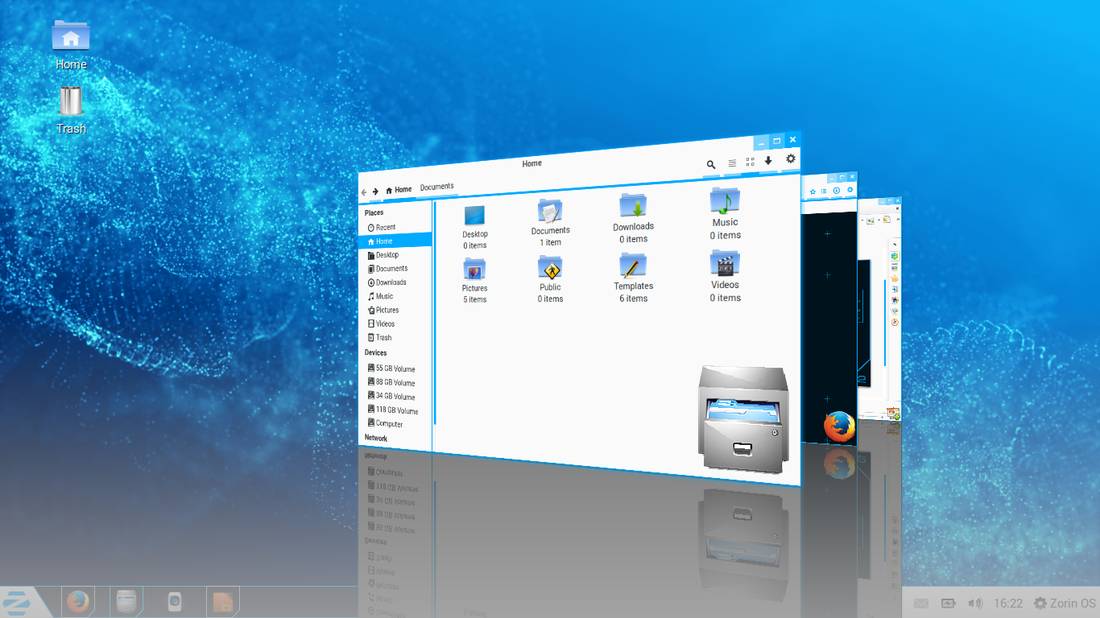 Home
Trash
Home
Home
Documents
Places
Recent
Home
Desktop
Documents
Downloads
Music
Pictures
Videos
Trash
Devices
55 GB Volume
88 GB Volume
34 GB Volume
118 GB Volume
Computer
Network
Desktop
0 items
Documents
1 item
Downloads
0 items
Music
0 items
Pictures
5 items
Public
0 items
Templates
6 items
Videos
0 items
16:22
Zorin OS